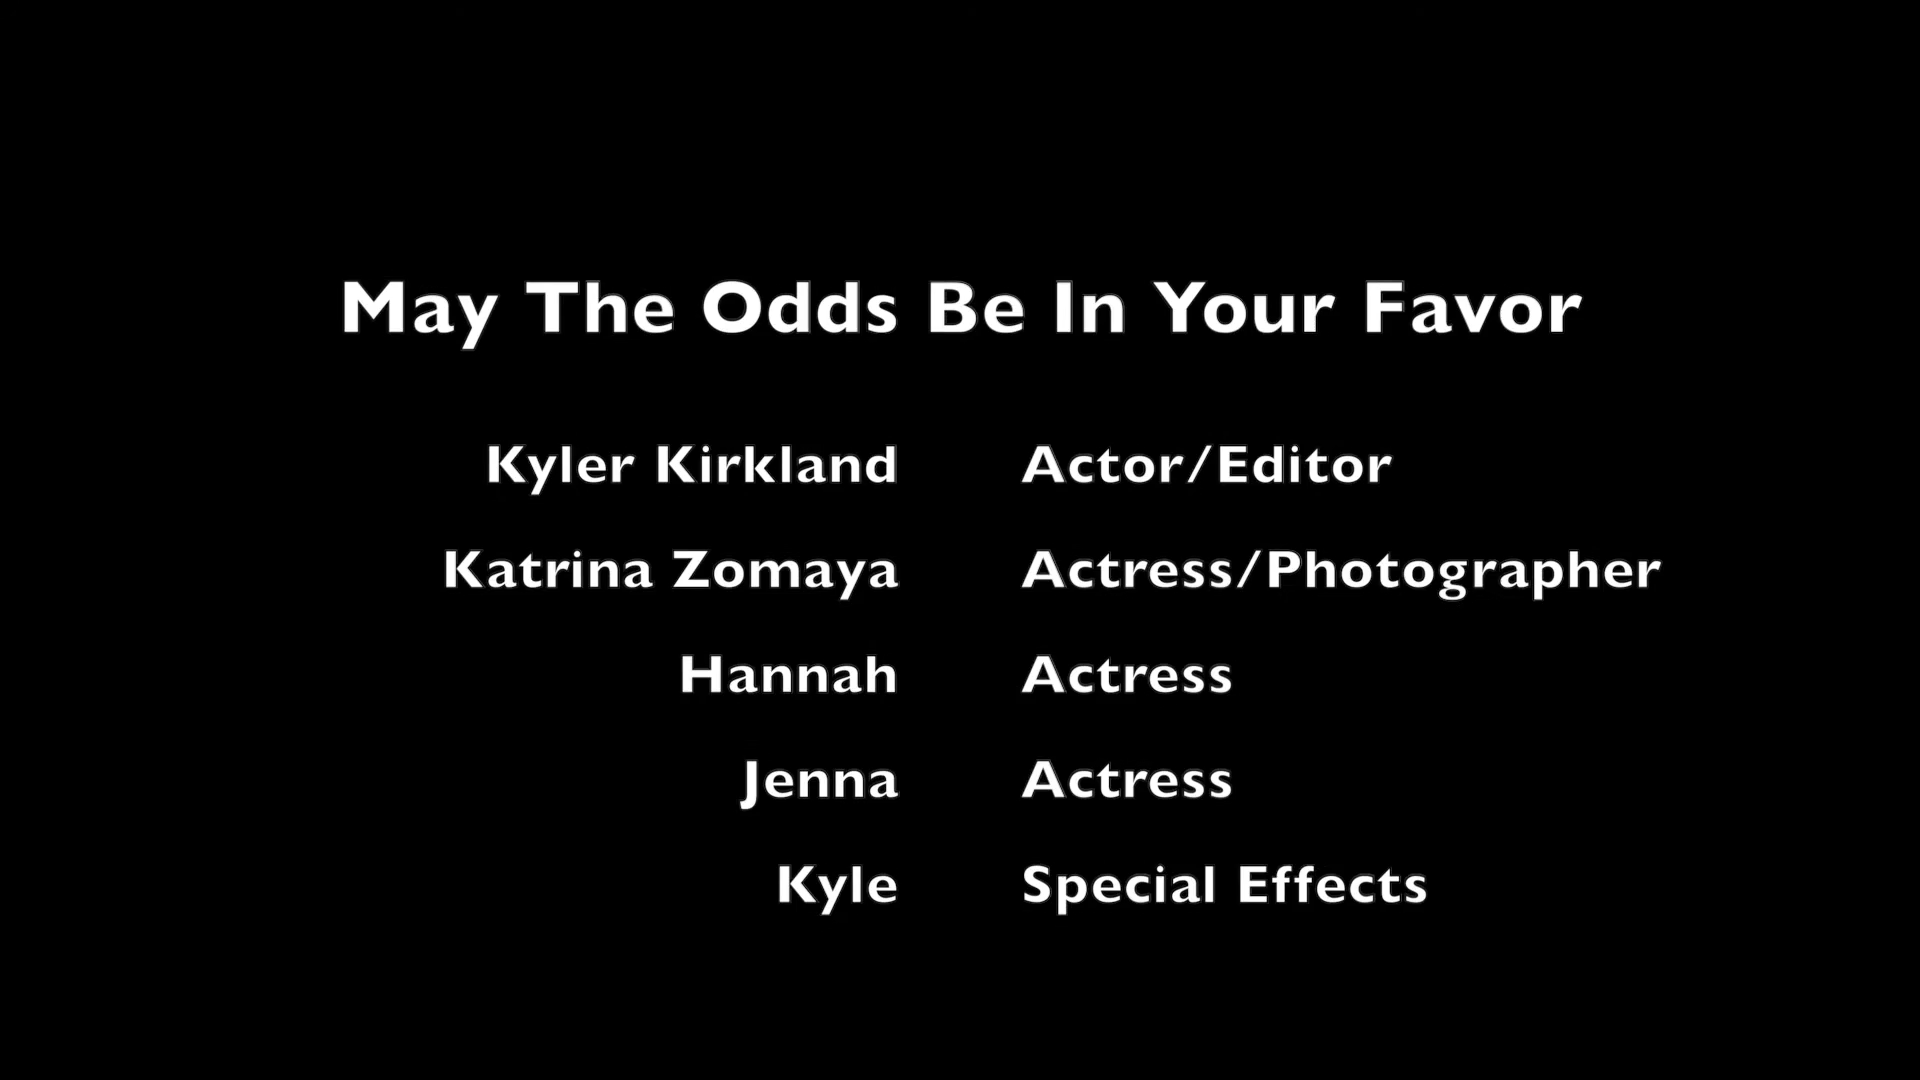 May The Odds Be In Your Favor
Kyler Kirkland Actor/Editor
Katrina Zomaya Actress/Photographer
Hannah Actress
Jenna Actress
Kyle Special Effects